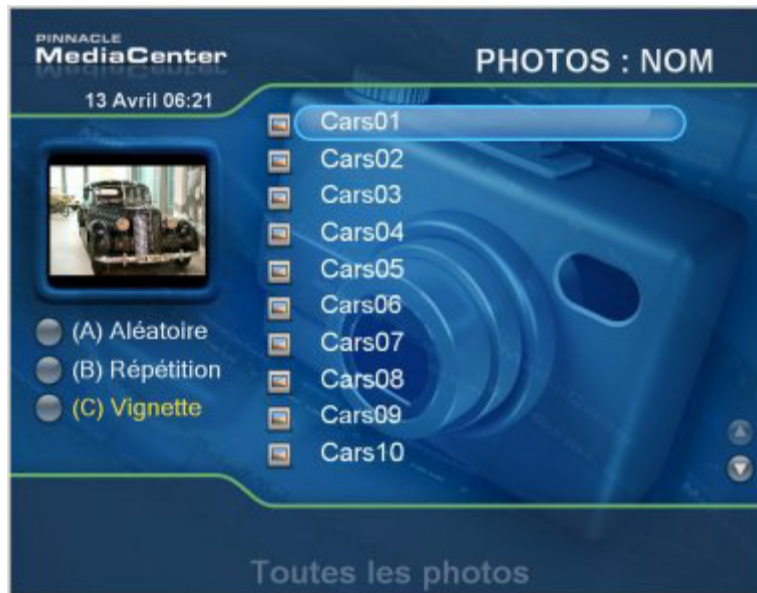 PINNACLE
MediaCenter
PHOTOS : NOM
13 Avril 06:21
Cars01
Cars02
Cars03
Cars04
Cars05
Cars06
Cars07
Cars08
Cars09
Cars10
(A) Aléatoire
(B) Répétition
(C) Vignette
Toutes les photos